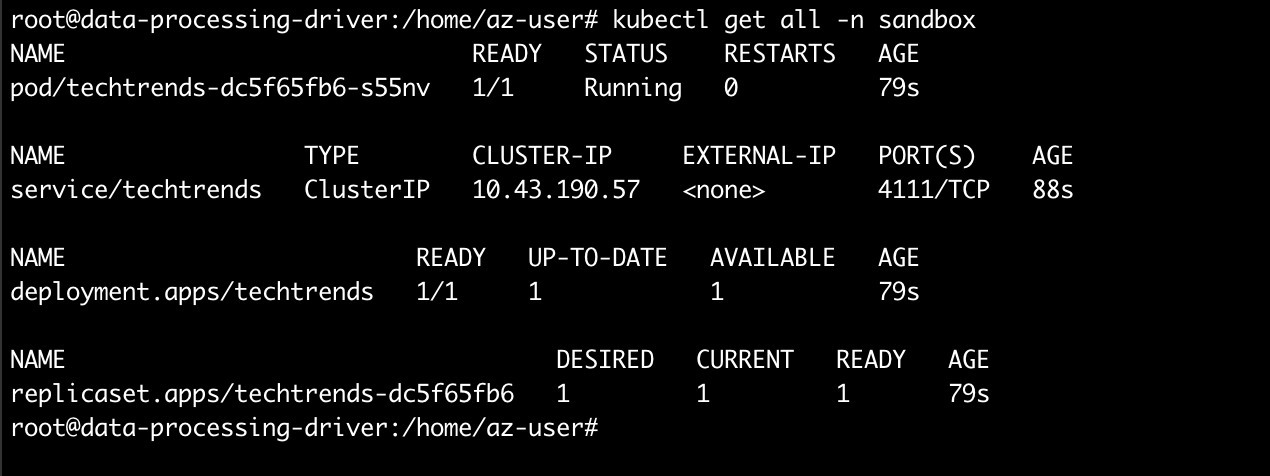 root@data-processing-driver:/home/az-user# kubectl get all -n sandbox
NAME                             READY   STATUS    RESTARTS   AGE
pod/techtrends-dc5f65fb6-s55nv   1/1     Running   0          79s

NAME                 TYPE        CLUSTER-IP     EXTERNAL-IP   PORT(S)    AGE
service/techtrends   ClusterIP   10.43.190.57   <none>        4111/TCP   88s

NAME                         READY   UP-TO-DATE   AVAILABLE   AGE
deployment.apps/techtrends   1/1     1            1           79s

NAME                                   DESIRED   CURRENT   READY   AGE
replicaset.apps/techtrends-dc5f65fb6   1         1         1       79s
root@data-processing-driver:/home/az-user#